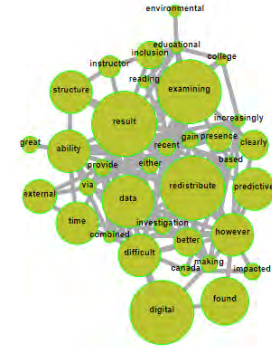 environmental
educational
inclusion
college
instructor
reading
examining
structure
result
increasingly
gain presence
clearly
great
ability
recent
either
based
provide
via
external
data
redistribute
predictive
time
investigation
combined
however
better
difficult
making
canada
impacted
digital
found